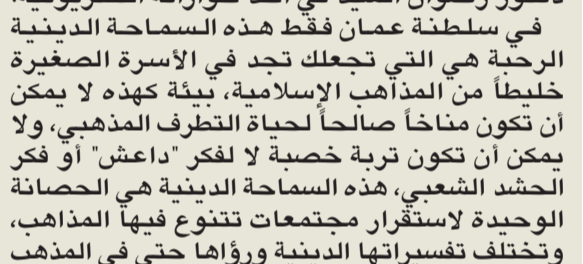 في سلطنة عمان فقط هذه السماحة الدينية
الرحبة هي التي تجعلك تجد في الأسرة الصغيرة
خليطاً من المذاهب الإسلامية، بيئة كهذه لا يمكن
أن تكون مناخاً صالحاً لحياة التطرف المذهبي، ولا
يمكن أن تكون تربة خصبة لا لفكر "داعش" أو فكر
الحشد الشعبي، هذه السماحة الدينية هي الحصانة
الوحيدة لاستقرار مجتمعات تتنوع فيها المذاهب،
وتختلف تفسيراتها الدينية ورؤاها حتى في المذهب